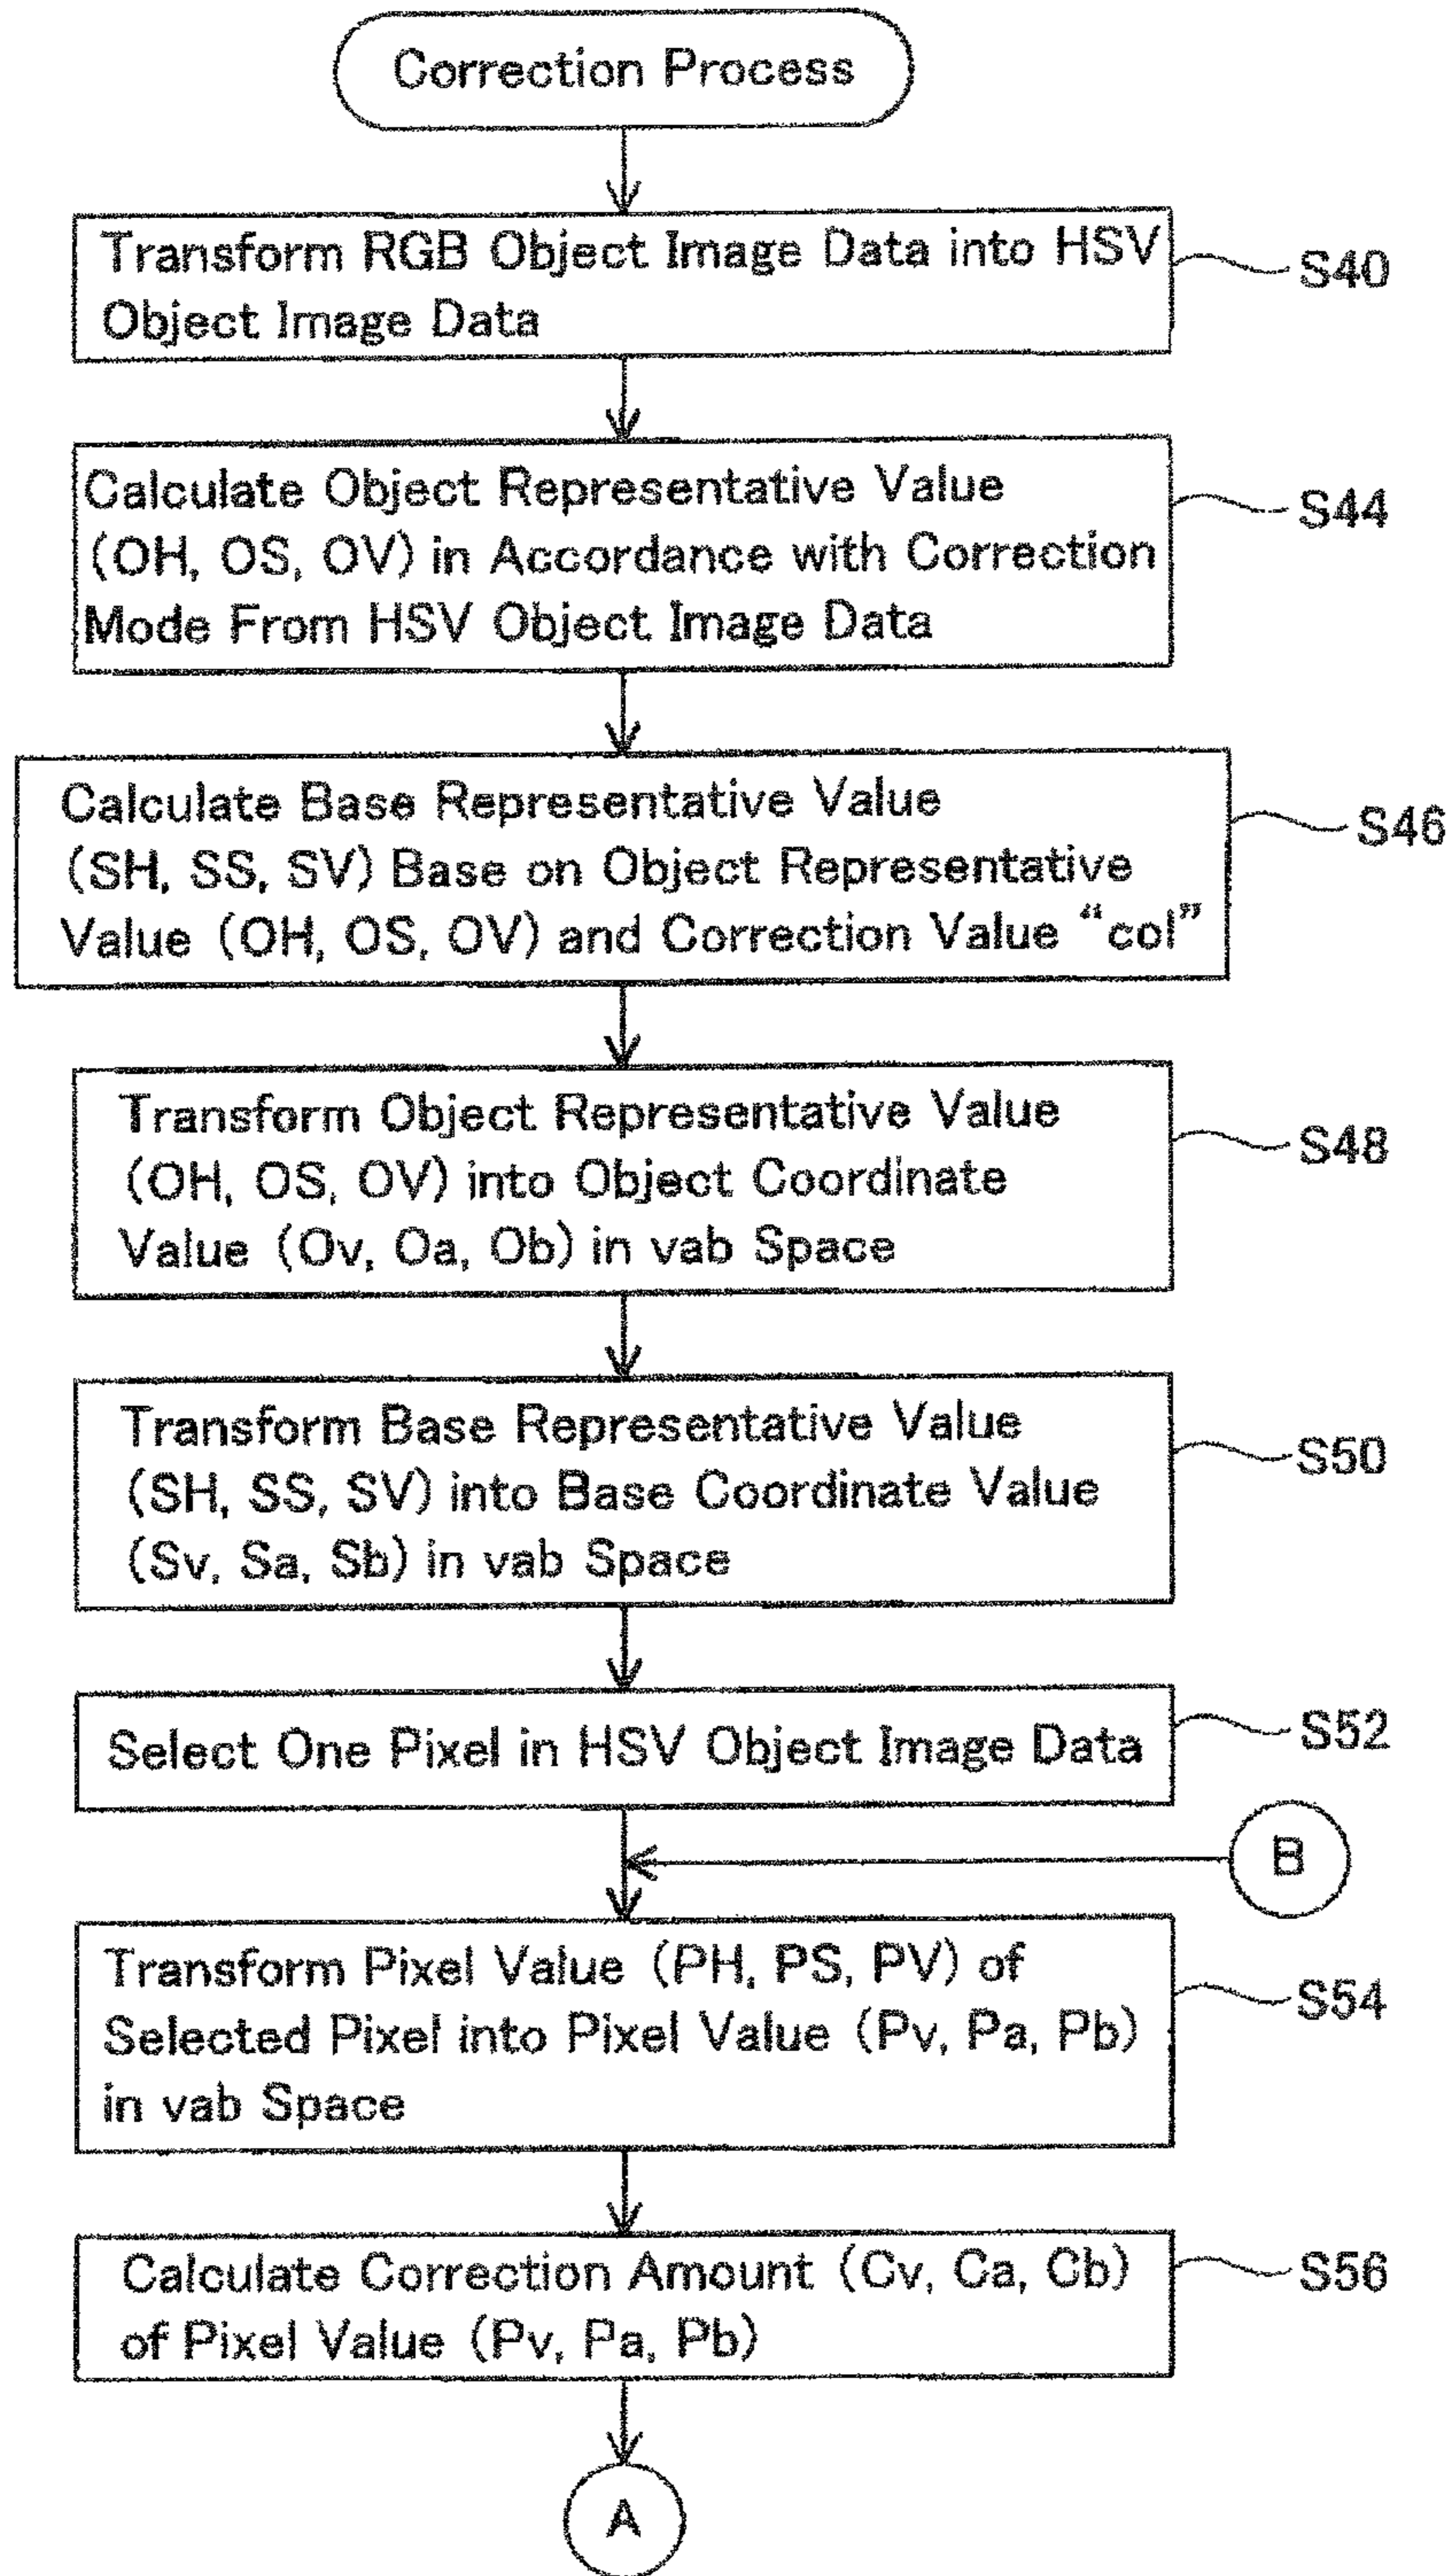 Correction Process
Transform RGB Object Image Data into HSV
Object Image Data
S40
Calculate Object Representative Value
(OH, OS, OV) in Accordance with Correction
Mode From HSV Object Image Data
S44
Calculate Base Representative Value
(SH, SS, SV) Base on Object Representative
Value (OH, OS, OV) and Correction Value "col"
S46
Transform Object Representative Value
(OH, OS, OV) into Object Coordinate
Value (Ov, Oa, Ob) in vab Space
S48
Transform Base Representative Value
(SH, SS, SV) into Base Coordinate Value
(Sv, Sa, Sb) in vab Space
S50
Select One Pixel in HSV Object Image Data
S52
B
Transform Pixel Value (PH, PS, PV) of
Selected Pixel into Pixel Value (Pv, Pa, Pb)
in vab Space
S54
Calculate Correction Amount (Cv, Ca, Cb)
of Pixel Value (Pv, Pa, Pb)
S56
A